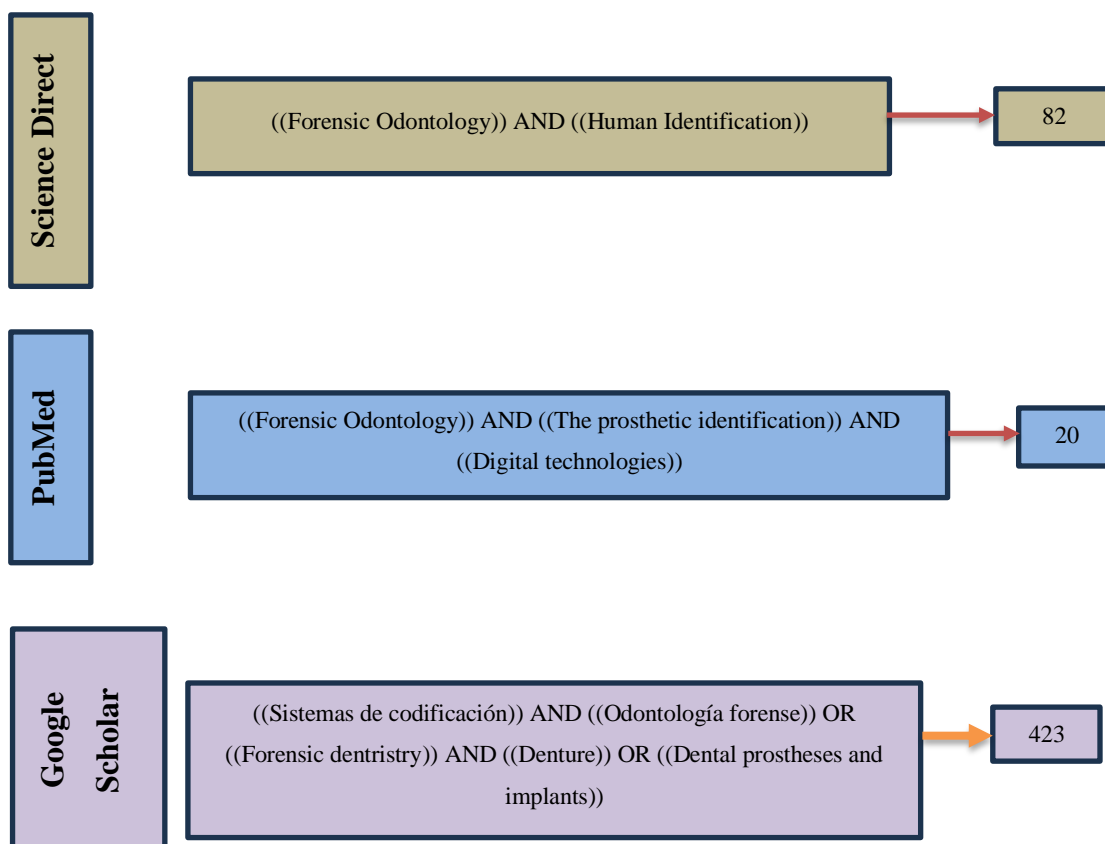 Science Direct
((Forensic Odontology)) AND ((Human Identification))
82
PubMed
((Forensic Odontology)) AND ((The prosthetic identification)) AND
((Digital technologies))
20
Google
Scholar
((Sistemas de codificación)) AND ((Odontología forense)) OR
((Forensic dentristry)) AND ((Denture)) OR ((Dental prostheses and
implants))
423